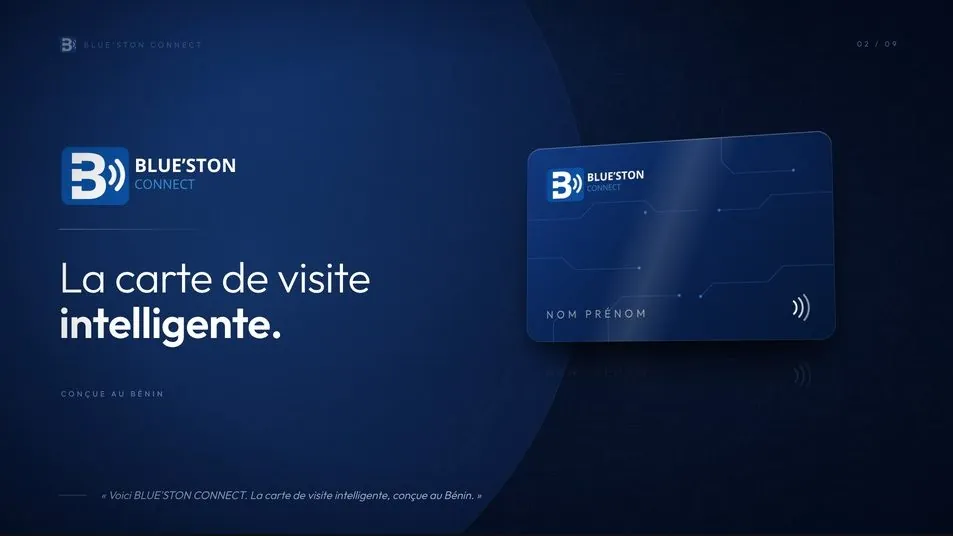 BLUE'STON CONNECT
02 / 09
BLUE'STON
CONNECT
La carte de visite
intelligente.
CONÇUE AU BÉNIN
« Voici BLUE'STON CONNECT. La carte de visite intelligente, conçue au Bénin. »
BLUE'STON
CONNECT
NOM PRÉNOM